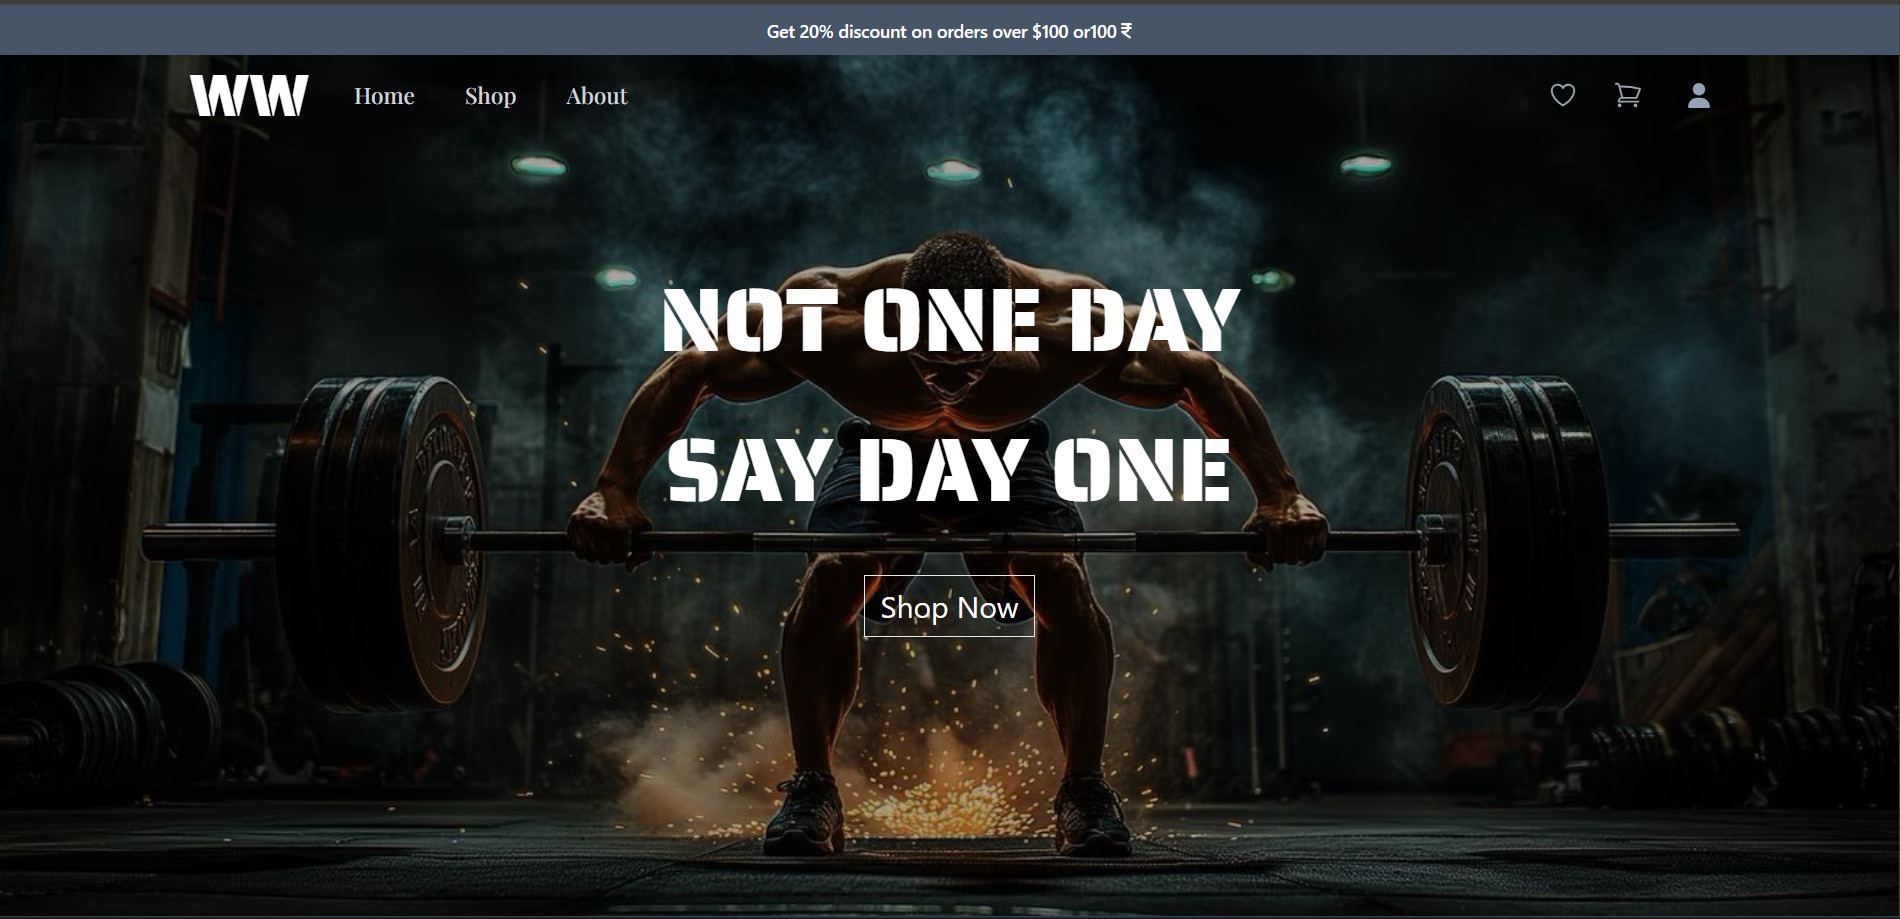 Get 20% discount on orders over $100 or100 ₹
WW Home Shop About
NOT ONE DAY
SAY DAY ONE
Shop Now